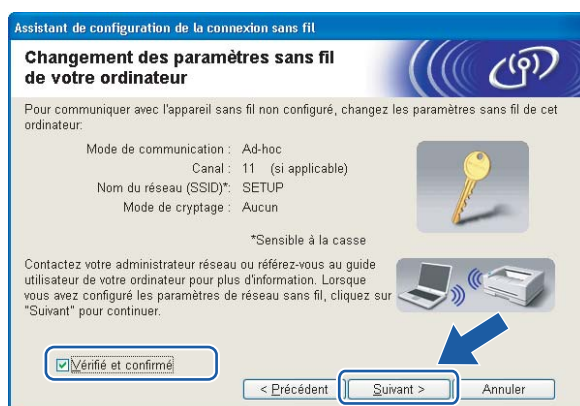 Assistant de configuration de la connexion sans fil
Changement des paramètres sans fil
de votre ordinateur
Pour communiquer avec l'appareil sans fil non configuré, changez les paramètres sans fil de cet
ordinateur:
Mode de communication : Ad-hoc
Canal : 11 (si applicable)
Nom du réseau (SSID)*: SETUP
Mode de cryptage : Aucun
*Sensible à la casse
Contactez votre administrateur réseau ou référez-vous au guide
utilisateur de votre ordinateur pour plus d'information. Lorsque
vous avez configuré les paramètres de réseau sans fil, cliquez sur
"Suivant" pour continuer.
Vérifié et confirmé
< Précédent Suivant > Annuler